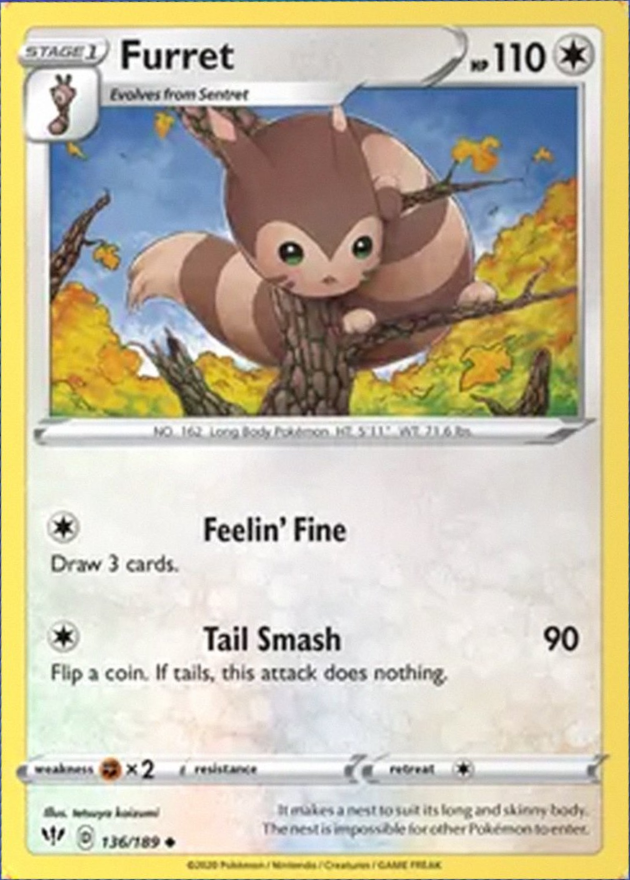 STAGE 1
Furret
HP 110
Evolves from Sentret
NO. 162 Long Body Pokémon HT: 5'11" WT: 71.6 lbs.
Feelin' Fine
Draw 3 cards.
Tail Smash 90
Flip a coin. If tails, this attack does nothing.
weakness ×2 resistance retreat
Illus. tetsuya koizumi
It makes a nest to suit its long and skinny body.
The nest is impossible for other Pokémon to enter.
D 136/189
©2020 Pokémon / Nintendo / Creatures / GAME FREAK